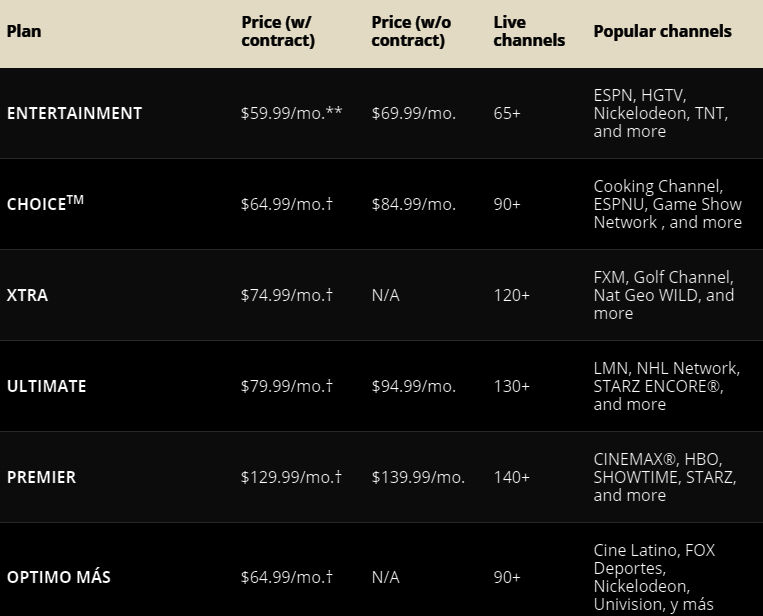 Plan Price (w/ contract) Price (w/o contract) Live channels Popular channels
ENTERTAINMENT $59.99/mo.** $69.99/mo. 65+ ESPN, HGTV, Nickelodeon, TNT, and more
CHOICE™ $64.99/mo.† $84.99/mo. 90+ Cooking Channel, ESPNU, Game Show Network , and more
XTRA $74.99/mo.† N/A 120+ FXM, Golf Channel, Nat Geo WILD, and more
ULTIMATE $79.99/mo.† $94.99/mo. 130+ LMN, NHL Network, STARZ ENCORE®, and more
PREMIER $129.99/mo.† $139.99/mo. 140+ CINEMAX®, HBO, SHOWTIME, STARZ, and more
OPTIMO MÁS $64.99/mo.† N/A 90+ Cine Latino, FOX Deportes, Nickelodeon, Univision, y más